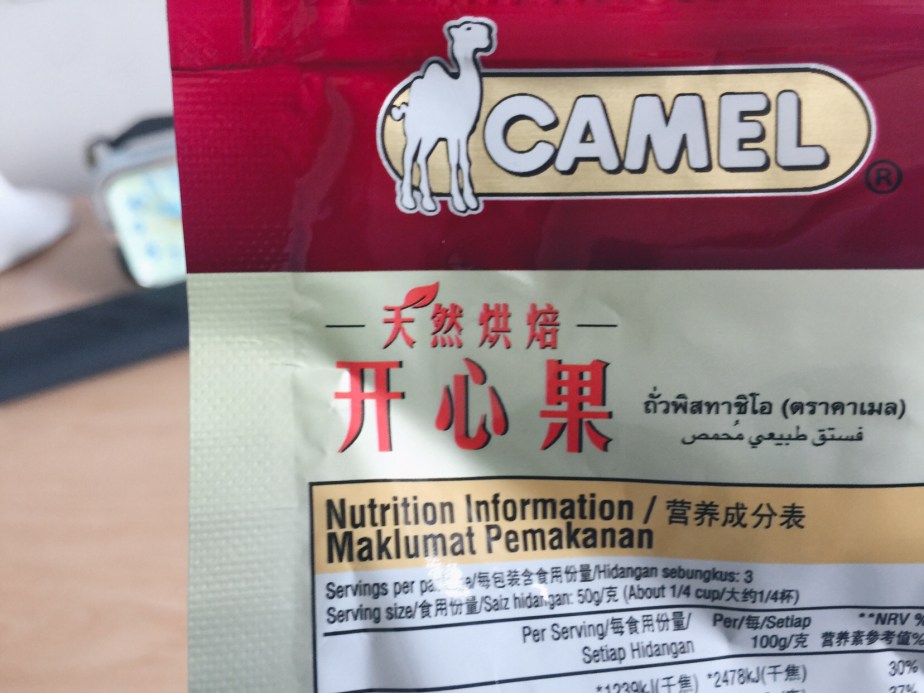 CAMEL
®
天然烘焙
开心果
ถั่วพิสทาชิโอ (ตราคาเมล)
فستق طبيعي مُحمص
Nutrition Information / 营养成分表
Maklumat Pemakanan
Servings per /每包装含食用份量/Hidangan sebungkus: 3
Serving size/食用份量/Saiz hidangan: 50g/克 (About 1/4 cup/大约1/4杯)
Per Serving/每食用份量/
Setiap Hidangan
Per/每/Setiap
100g/克
**NRV %
营养素参考值%
*1239kJ(千焦) *2478kJ(千焦) 30%